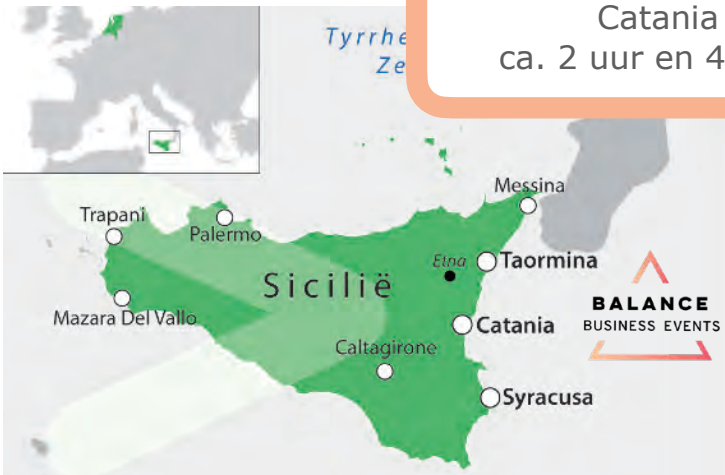 Catania
ca. 2 uur en 4
Tyrrhe
Ze
Messina
Trapani
Palermo
Etna
Taormina
Sicilië
Mazara Del Vallo
Catania
BALANCE
BUSINESS EVENTS
Caltagirone
Syracusa